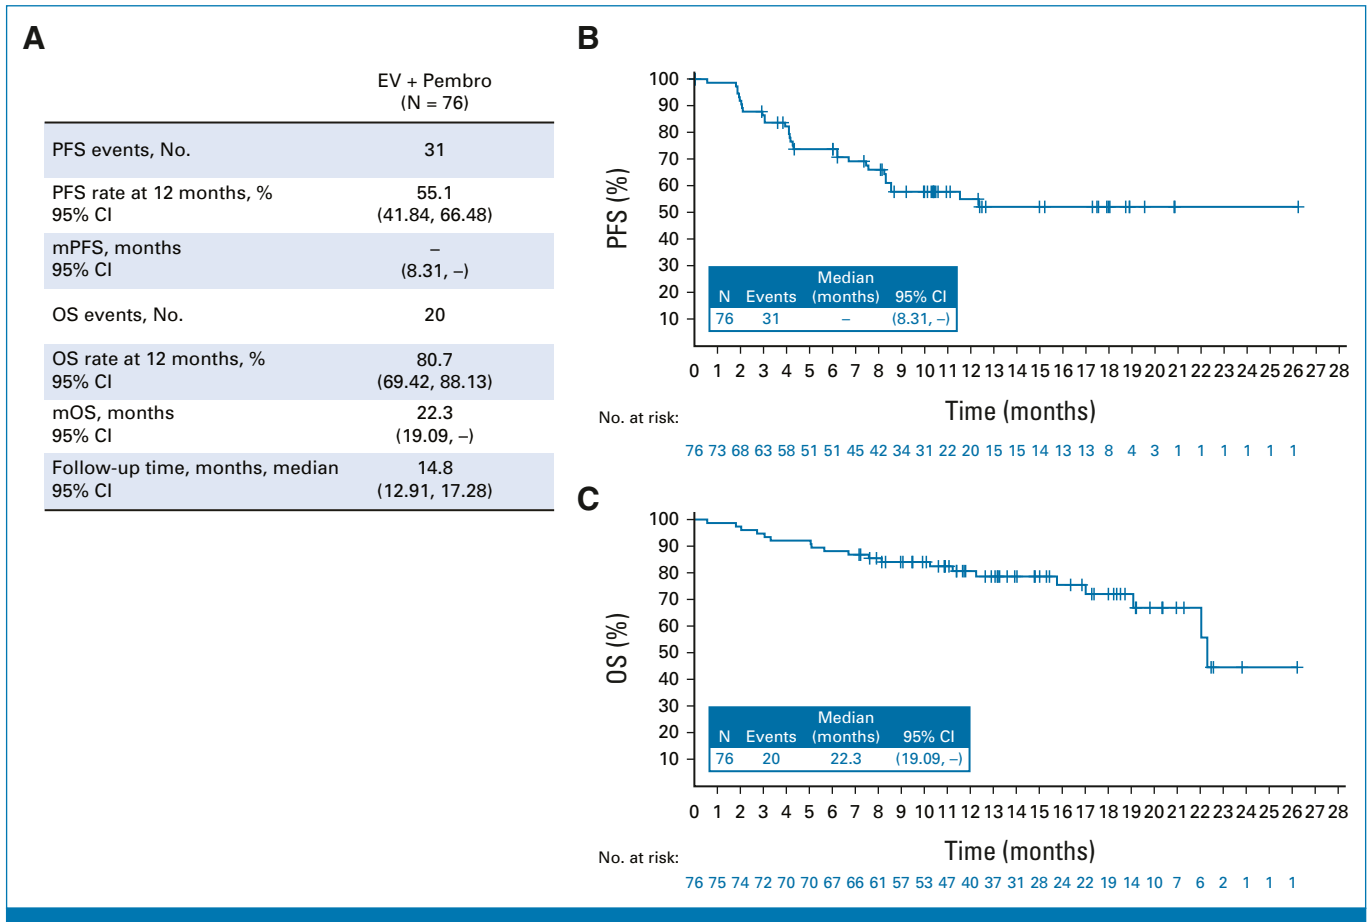 A
EV + Pembro
(N = 76)
PFS events, No. 31
PFS rate at 12 months, % 55.1
95% CI (41.84, 66.48)
mPFS, months –
95% CI (8.31, –)
OS events, No. 20
OS rate at 12 months, % 80.7
95% CI (69.42, 88.13)
mOS, months 22.3
95% CI (19.09, –)
Follow-up time, months, median 14.8
95% CI (12.91, 17.28)
B
PFS (%)
100
90
80
70
60
50
40
30
20
10
Median
N Events (months) 95% CI
76 31 – (8.31, –)
0 1 2 3 4 5 6 7 8 9 10 11 12 13 14 15 16 17 18 19 20 21 22 23 24 25 26 27 28
Time (months)
No. at risk:
76 73 68 63 58 51 51 45 42 34 31 22 20 15 15 14 13 13 8 4 3 1 1 1 1 1 1
C
OS (%)
100
90
80
70
60
50
40
30
20
10
Median
N Events (months) 95% CI
76 20 22.3 (19.09, –)
0 1 2 3 4 5 6 7 8 9 10 11 12 13 14 15 16 17 18 19 20 21 22 23 24 25 26 27 28
Time (months)
No. at risk:
76 75 74 72 70 70 67 66 61 57 53 47 40 37 31 28 24 22 19 14 10 7 6 2 1 1 1